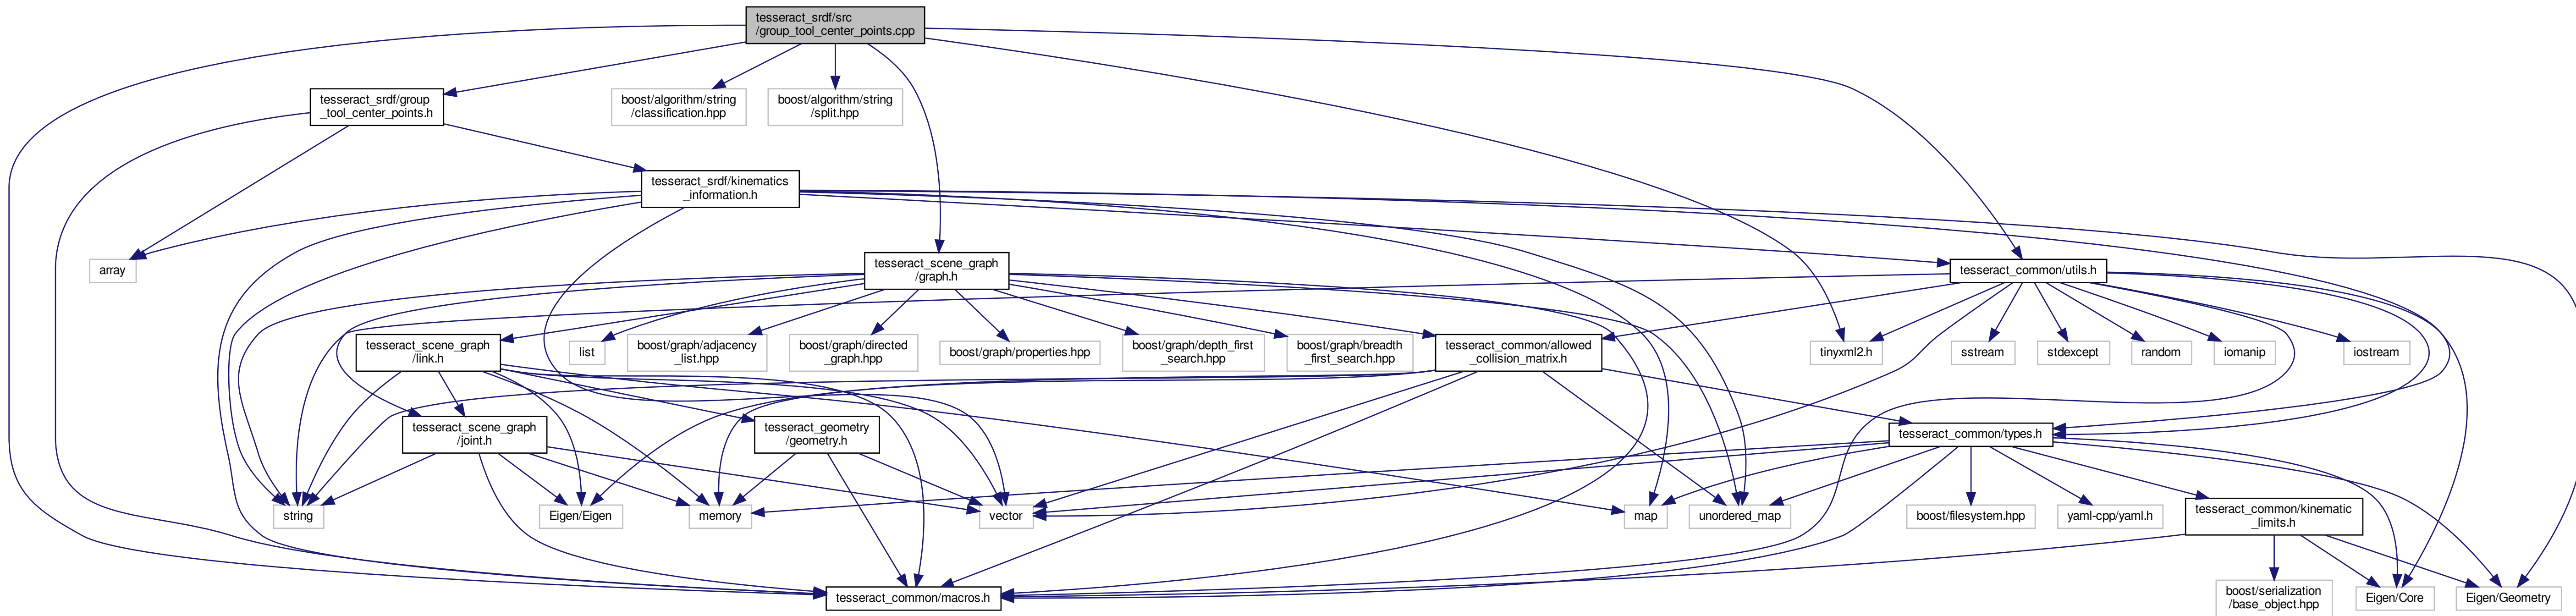 tesseract_srdf/src
/group_tool_center_points.cpp
tesseract_srdf/group
_tool_center_points.h
boost/algorithm/string
/classification.hpp
boost/algorithm/string
/split.hpp
tesseract_srdf/kinematics
_information.h
array
tesseract_scene_graph
/graph.h
tesseract_common/utils.h
tesseract_scene_graph
/link.h
list
boost/graph/adjacency
_list.hpp
boost/graph/directed
_graph.hpp
boost/graph/properties.hpp
boost/graph/depth_first
_search.hpp
boost/graph/breadth
_first_search.hpp
tesseract_common/allowed
_collision_matrix.h
tinyxml2.h
sstream
stdexcept
random
iomanip
iostream
tesseract_scene_graph
/joint.h
tesseract_geometry
/geometry.h
tesseract_common/types.h
string
Eigen/Eigen
memory
vector
map
unordered_map
boost/filesystem.hpp
yaml-cpp/yaml.h
tesseract_common/kinematic
_limits.h
tesseract_common/macros.h
boost/serialization
/base_object.hpp
Eigen/Core
Eigen/Geometry